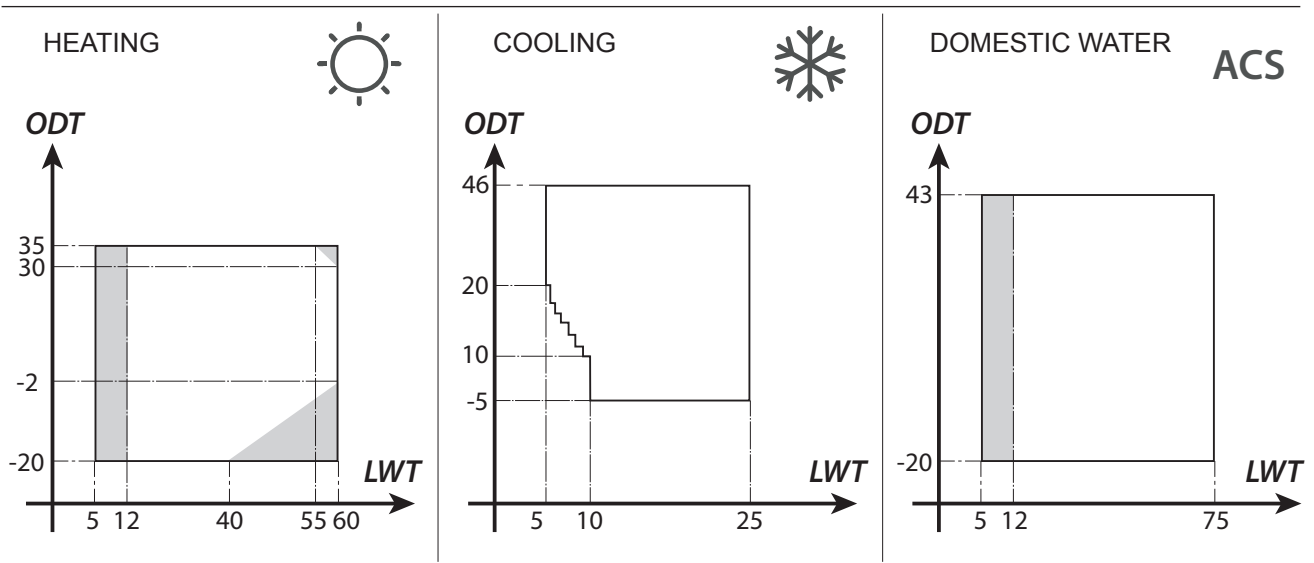 HEATING
ODT
35
30
-2
-20
LWT
5 12 40 55 60
COOLING
ODT
46
20
10
-5
LWT
5 10 25
DOMESTIC WATER
ACS
ODT
43
-20
LWT
5 12 75